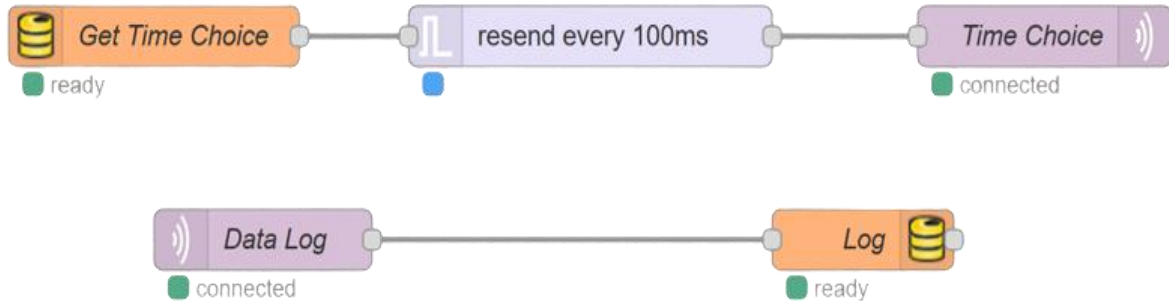 Get Time Choice
resend every 100ms
Time Choice
ready
connected
Data Log
Log
connected
ready